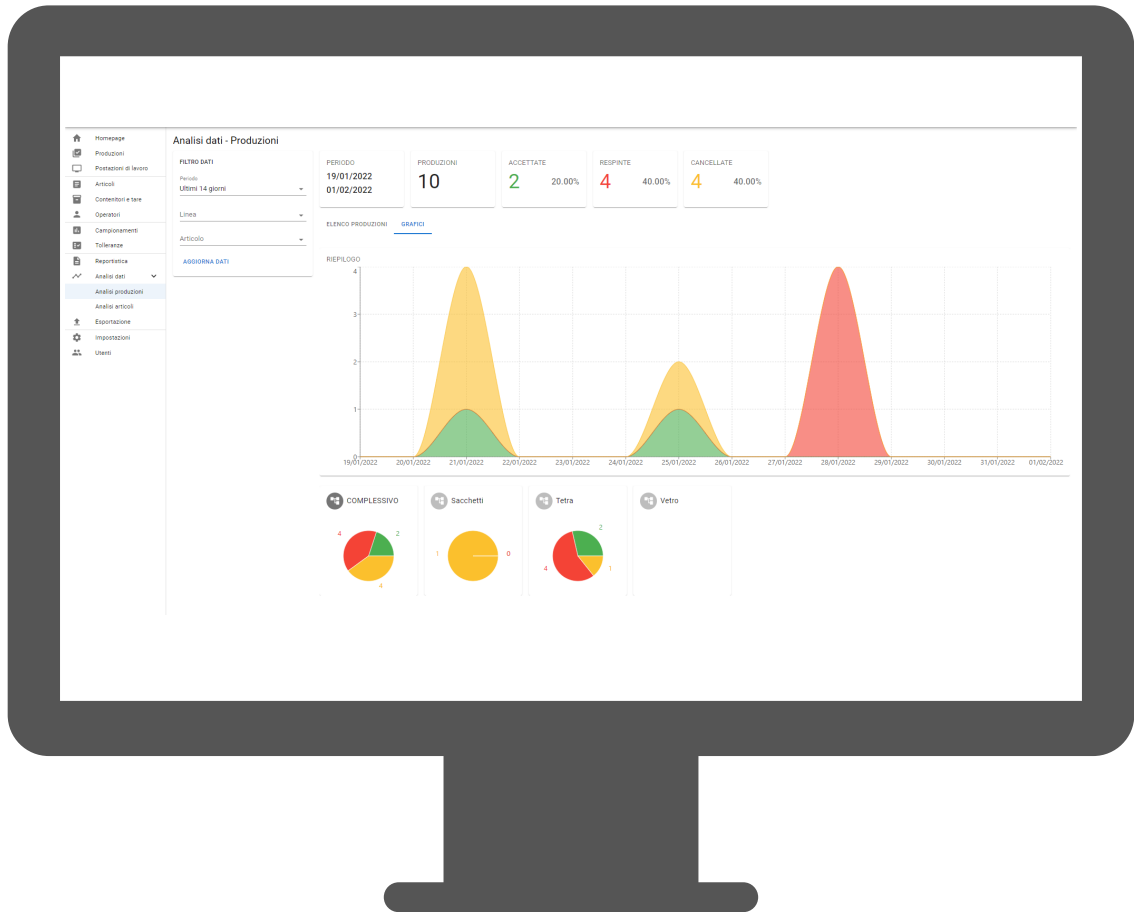 Homepage
Produzioni
Postazioni di lavoro
Articoli
Contenitori e tare
Operatori
Campionamenti
Tolleranze
Reportistica
Analisi dati
Analisi produzioni
Analisi articoli
Esportazione
Impostazioni
Utenti
Analisi dati - Produzioni
FILTRO DATI
Periodo
Ultimi 14 giorni
Linea
Articolo
AGGIORNA DATI
PERIODO
19/01/2022
01/02/2022
PRODUZIONI
10
ACCETTATE
2 20.00%
RESPINTE
4 40.00%
CANCELLATE
4 40.00%
ELENCO PRODUZIONI GRAFICI
RIEPILOGO
4
3
2
1
0
19/01/2022 20/01/2022 21/01/2022 22/01/2022 23/01/2022 24/01/2022 25/01/2022 26/01/2022 27/01/2022 28/01/2022 29/01/2022 30/01/2022 31/01/2022 01/02/2022
COMPLESSIVO
4 2
4
Sacchetti
1 0
Tetra
2
4 1
Vetro